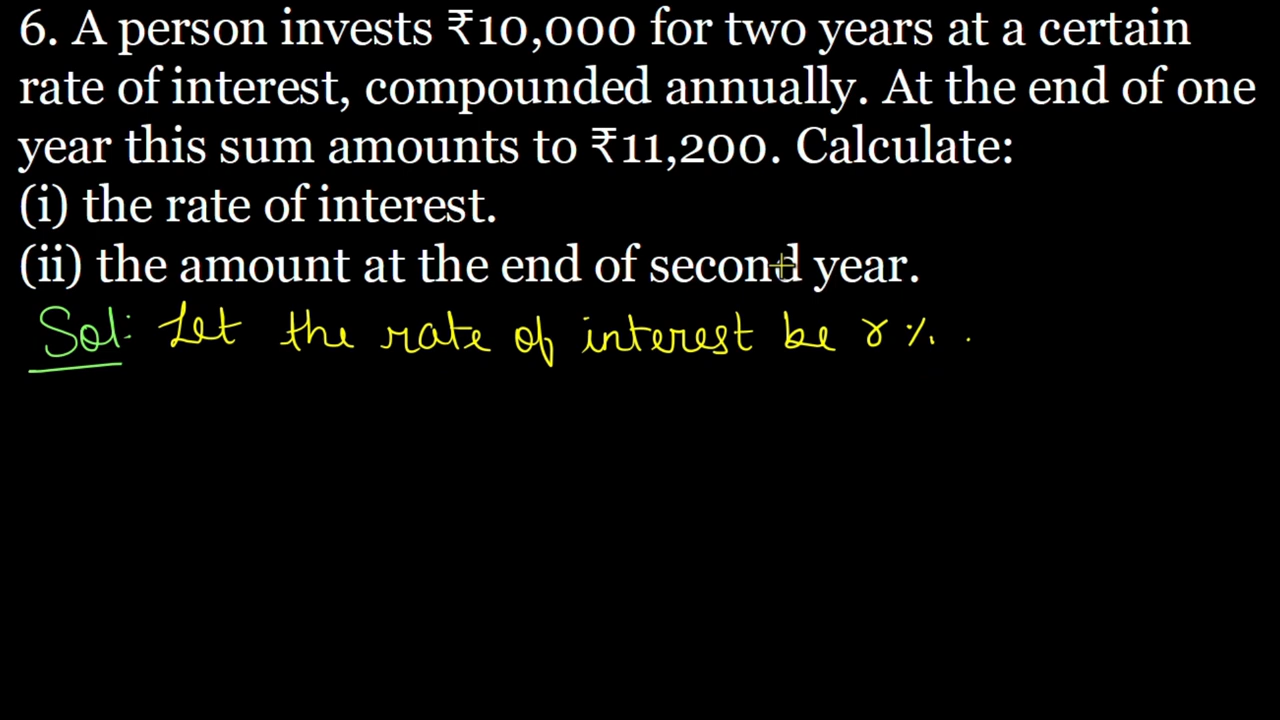 6. A person invests ₹10,000 for two years at a certain
rate of interest, compounded annually. At the end of one
year this sum amounts to ₹11,200. Calculate:
(i) the rate of interest.
(ii) the amount at the end of second year.
Sol: Let the rate of interest be r %.